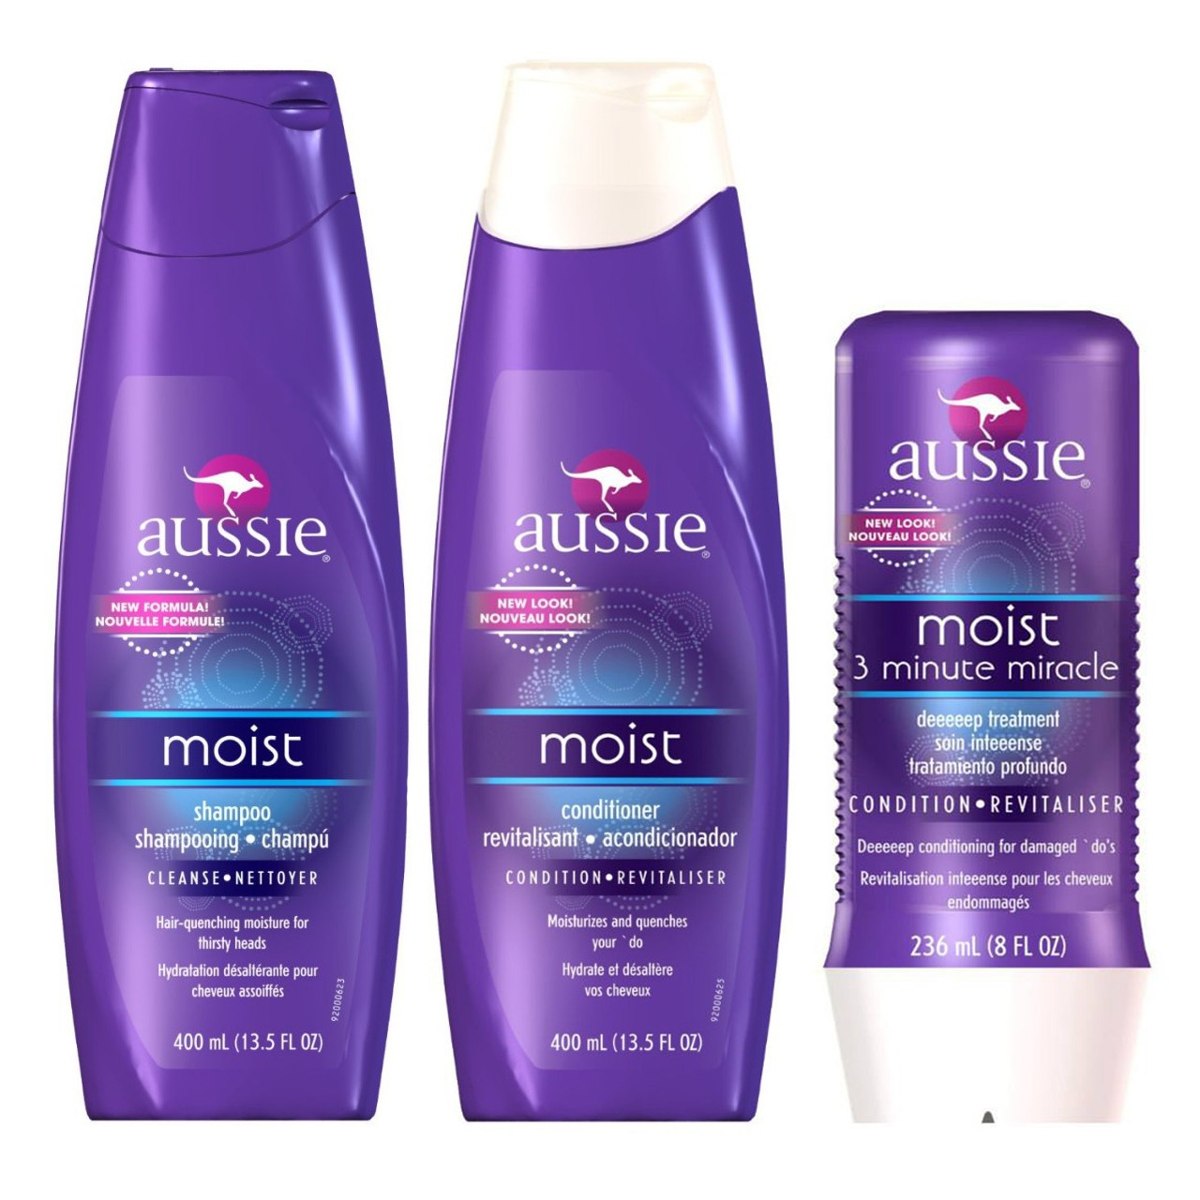 aussie®
NEW FORMULA!
NOUVELLE FORMULE!
moist
shampoo
shampooing • champú
CLEANSE•NETTOYER
Hair-quenching moisture for
thirsty heads
Hydratation désaltérante pour
cheveux assoiffés
92000623
400 mL (13.5 FL OZ)
aussie®
NEW LOOK!
NOUVEAU LOOK!
moist
conditioner
revitalisant • acondicionador
CONDITION•REVITALISER
Moisturizes and quenches
your `do
Hydrate et désaltère
vos cheveux
92000625
400 mL (13.5 FL OZ)
aussie®
NEW LOOK!
NOUVEAU LOOK!
moist
3 minute miracle
deeeeep treatment
soin inteeense
tratamiento profundo
CONDITION•REVITALISER
Deeeeep conditioning for damaged `do's
Revitalisation inteeense pour les cheveux
endommagés
236 mL (8 FL OZ)